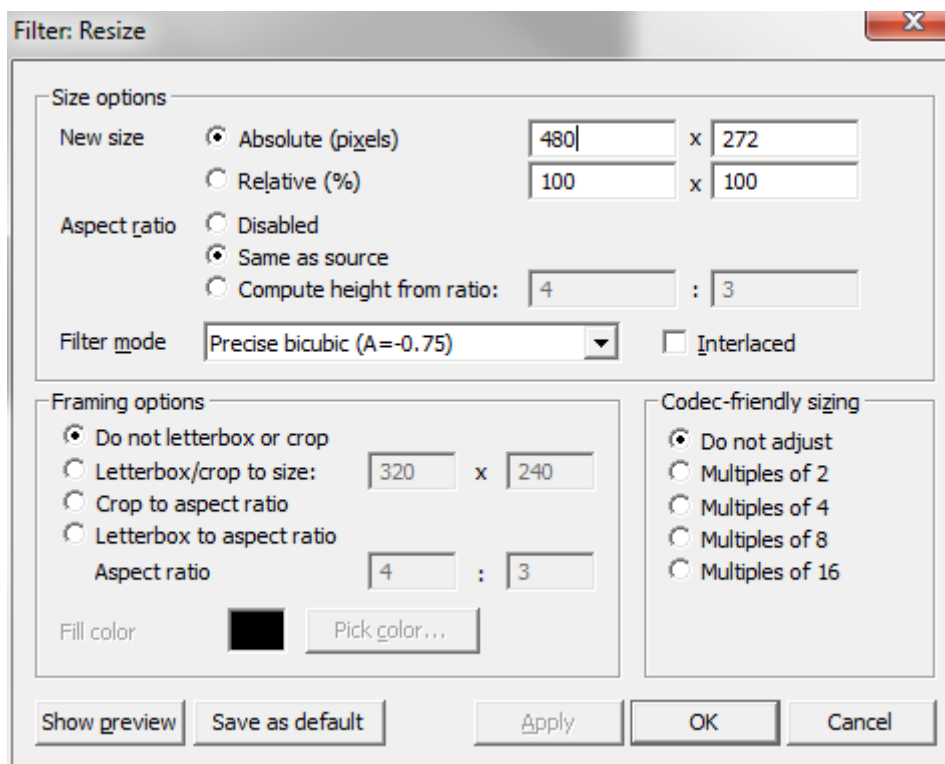 Filter: Resize
Size options
New size Absolute (pixels) 480 x 272
Relative (%) 100 x 100
Aspect ratio Disabled
Same as source
Compute height from ratio: 4 : 3
Filter mode Precise bicubic (A=-0.75) Interlaced
Framing options
Do not letterbox or crop
Letterbox/crop to size: 320 x 240
Crop to aspect ratio
Letterbox to aspect ratio
Aspect ratio 4 : 3
Fill color Pick color...
Codec-friendly sizing
Do not adjust
Multiples of 2
Multiples of 4
Multiples of 8
Multiples of 16
Show preview Save as default Apply OK Cancel